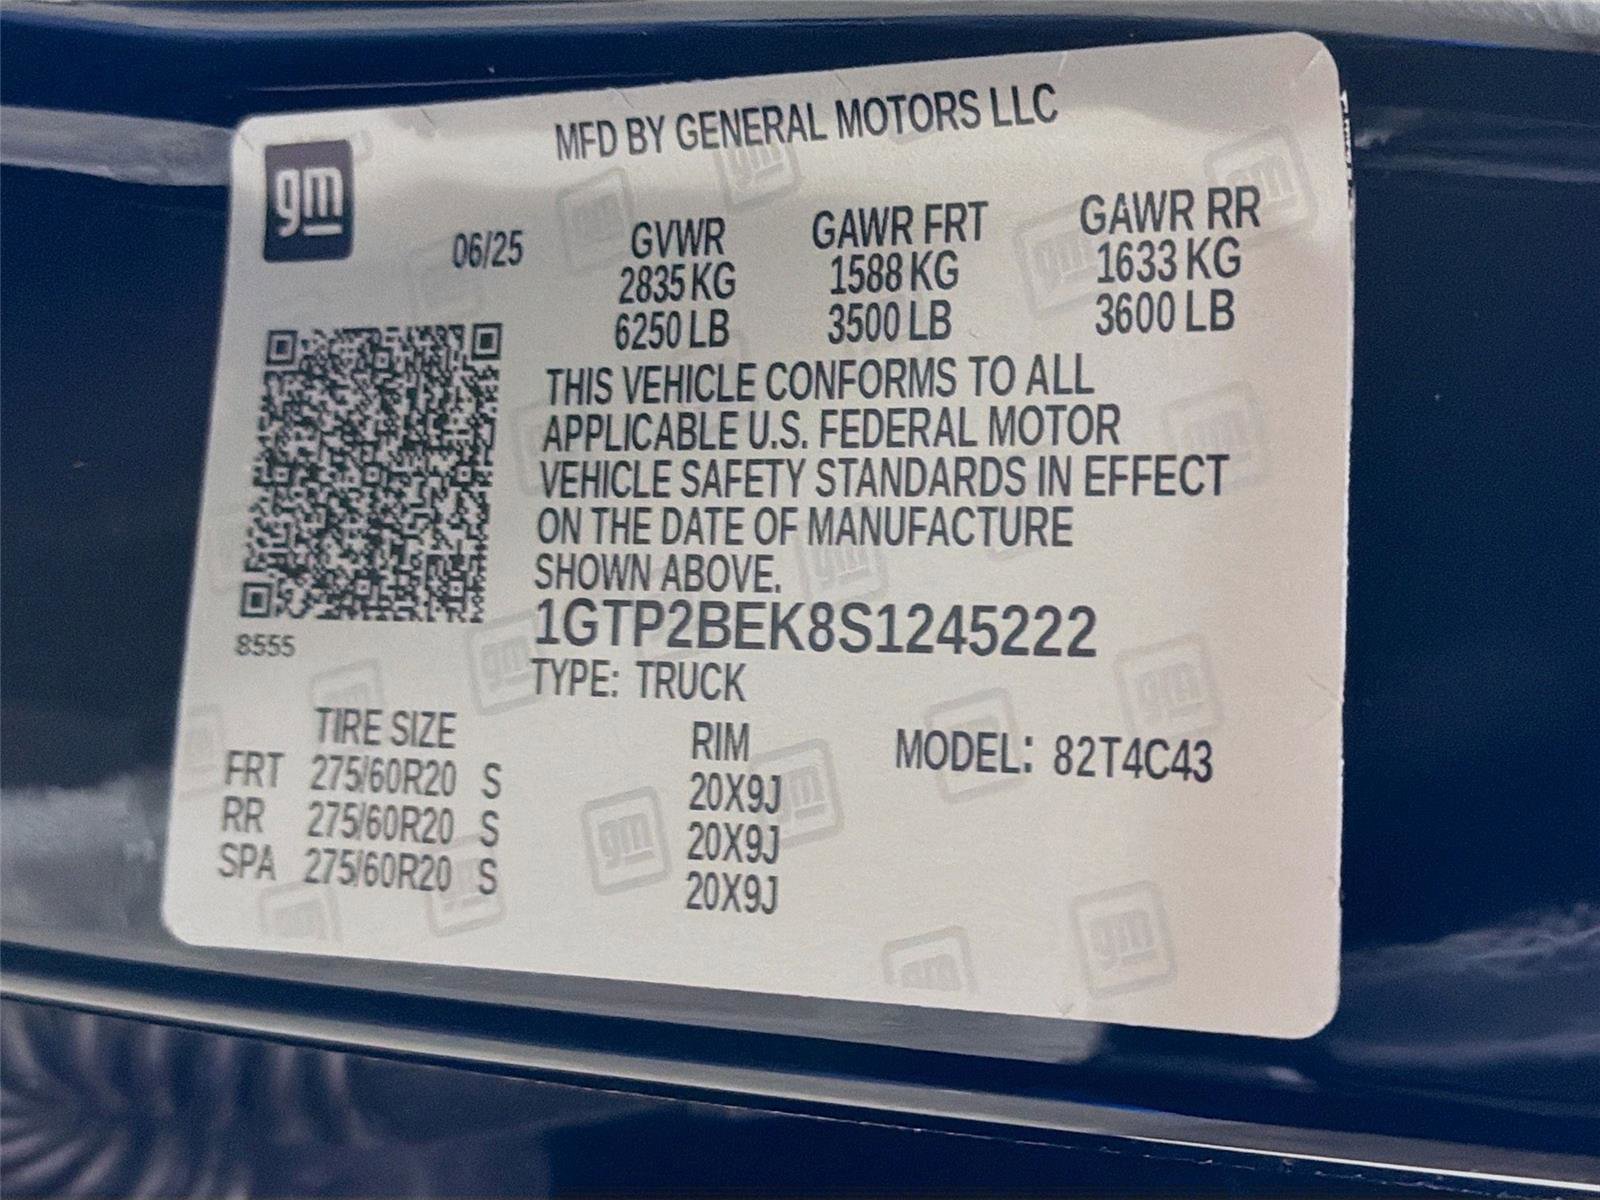 MFD BY GENERAL MOTORS LLC
gm
06/25 GVWR GAWR FRT GAWR RR
2835 KG 1588 KG 1633 KG
6250 LB 3500 LB 3600 LB
THIS VEHICLE CONFORMS TO ALL
APPLICABLE U.S. FEDERAL MOTOR
VEHICLE SAFETY STANDARDS IN EFFECT
ON THE DATE OF MANUFACTURE
SHOWN ABOVE.
1GTP2BEK8S1245222
8555
TYPE: TRUCK
TIRE SIZE RIM MODEL: 82T4C43
FRT 275/60R20 S 20X9J
RR 275/60R20 S 20X9J
SPA 275/60R20 S 20X9J